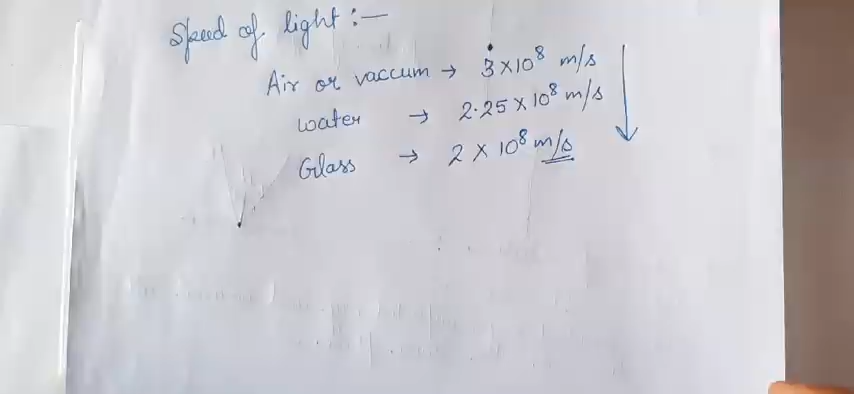 Speed of light :—
Air or vaccum → 3 × 10⁸ m/s
water → 2.25 × 10⁸ m/s
Glass → 2 × 10⁸ m/s